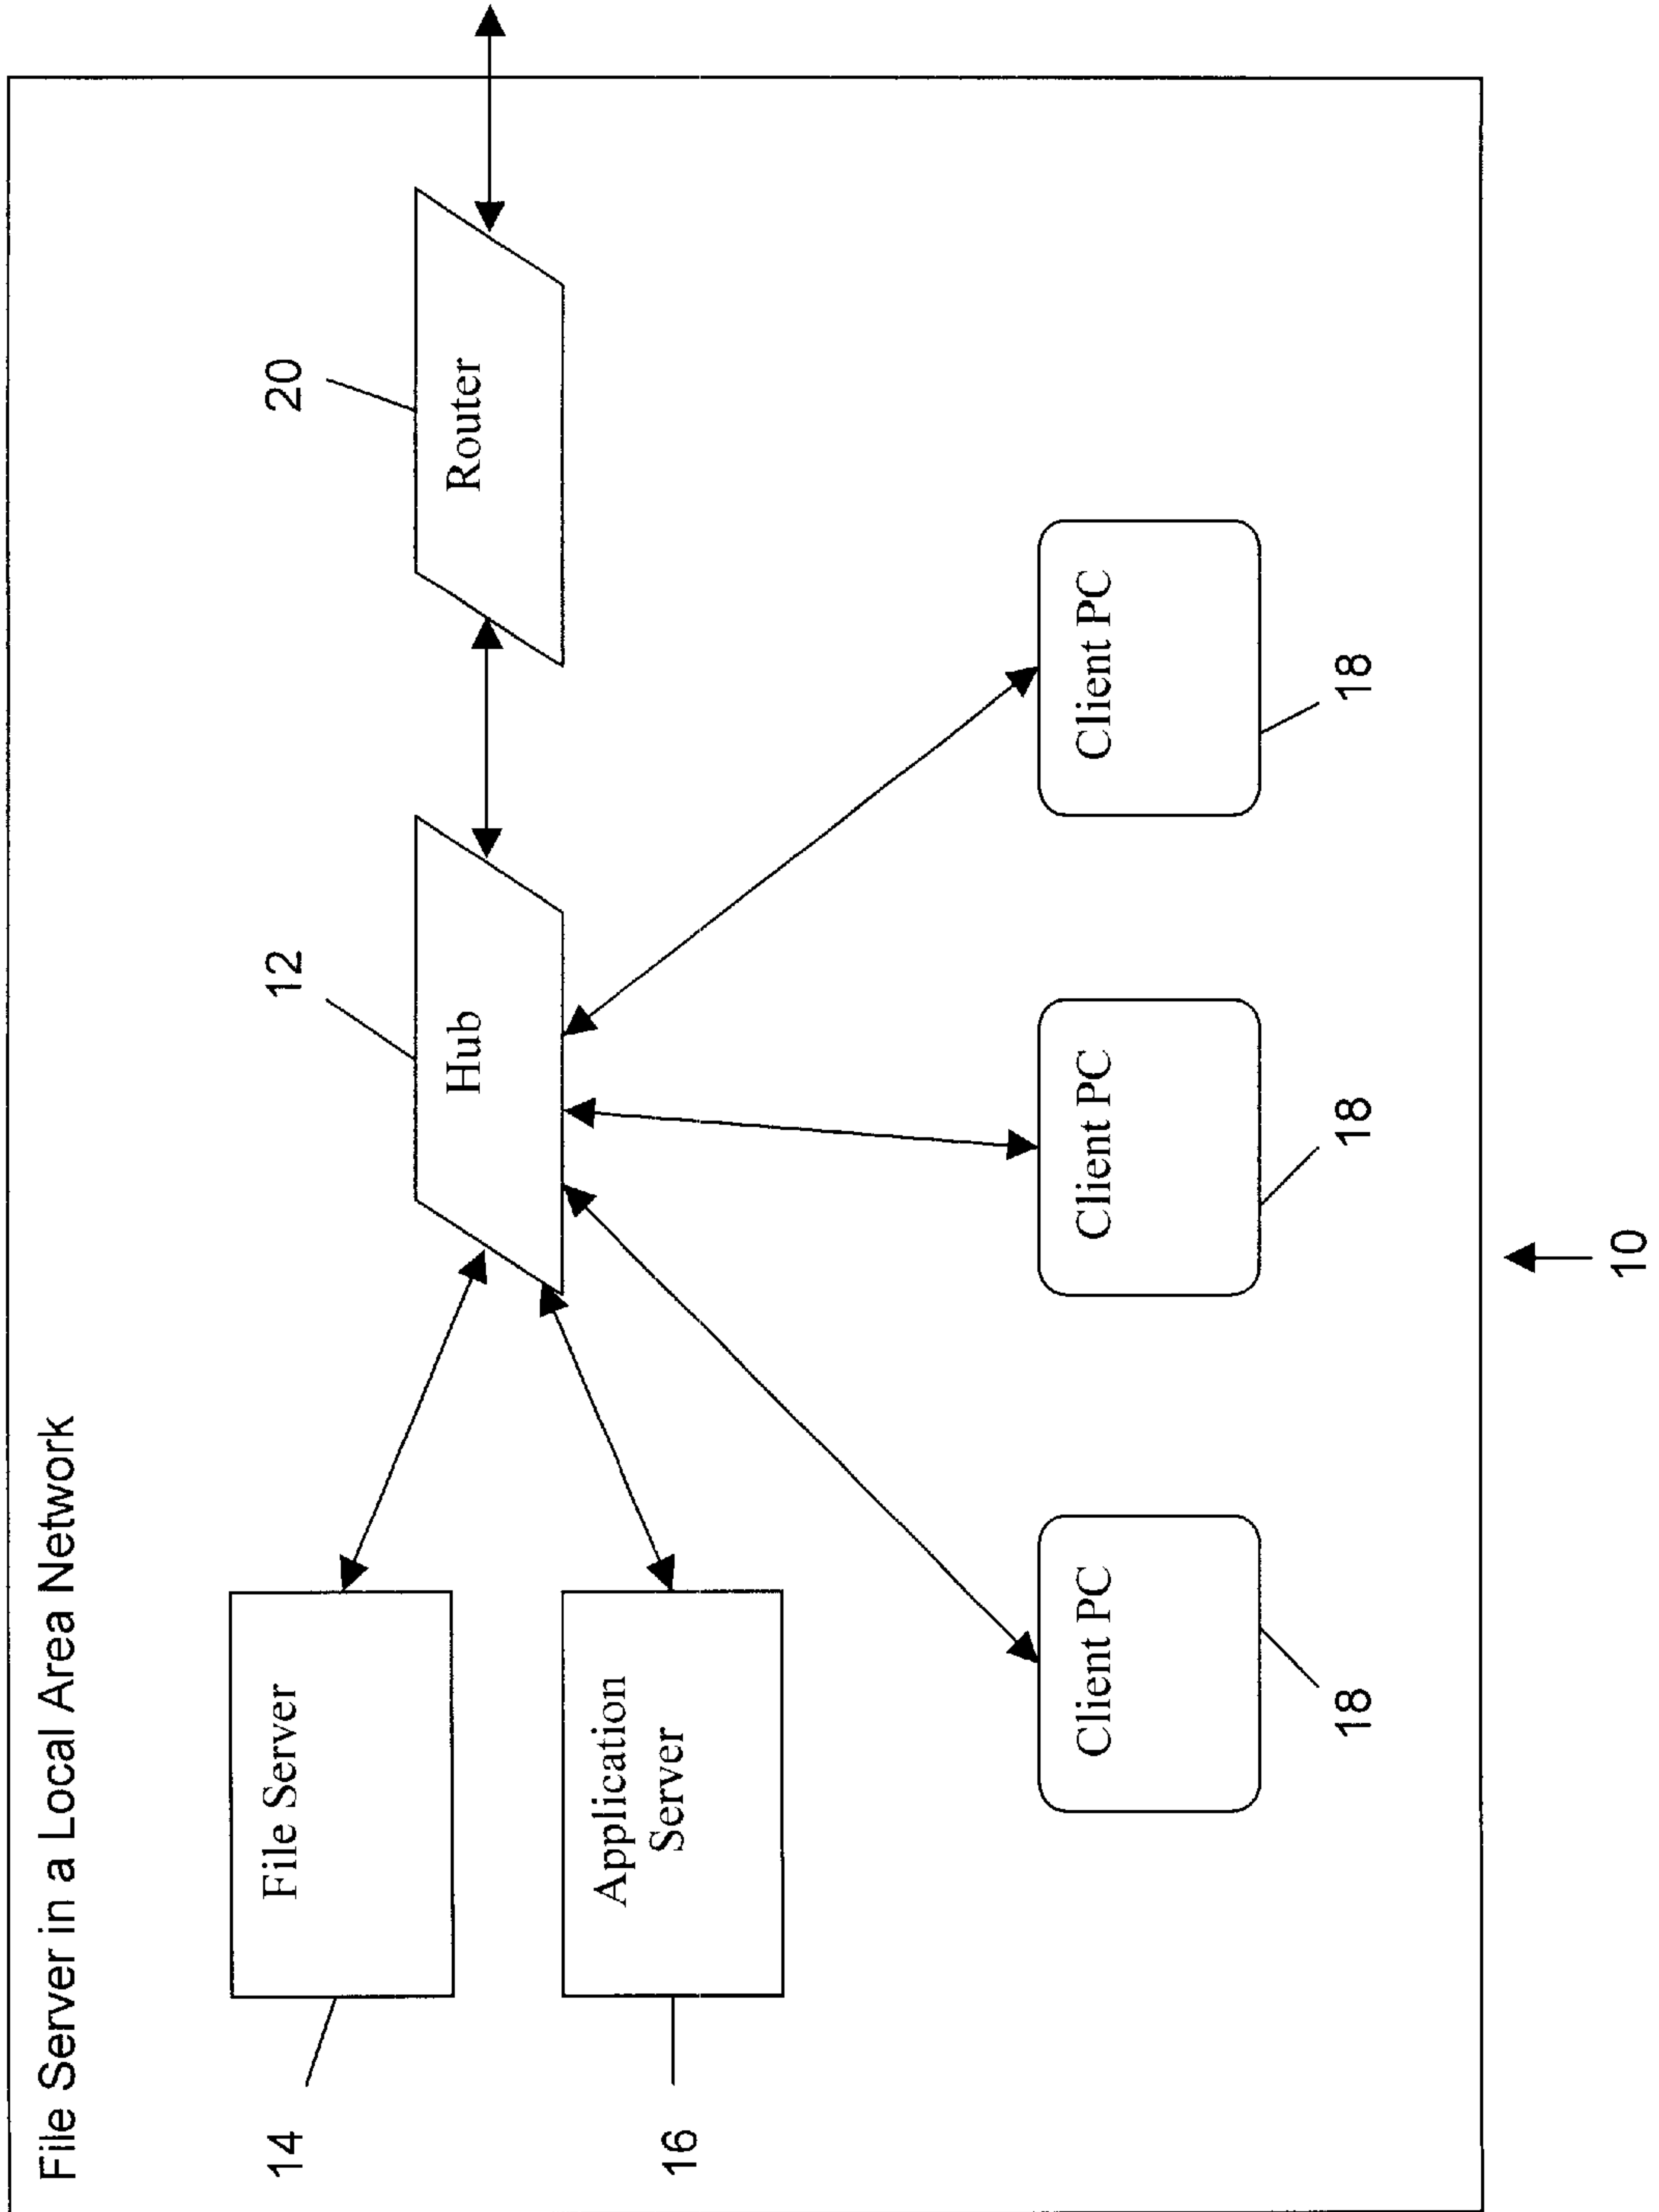 File Server in a Local Area Network
14
File Server
12
Hub
20
Router
16
Application
Server
Client PC
18
Client PC
18
Client PC
18
10